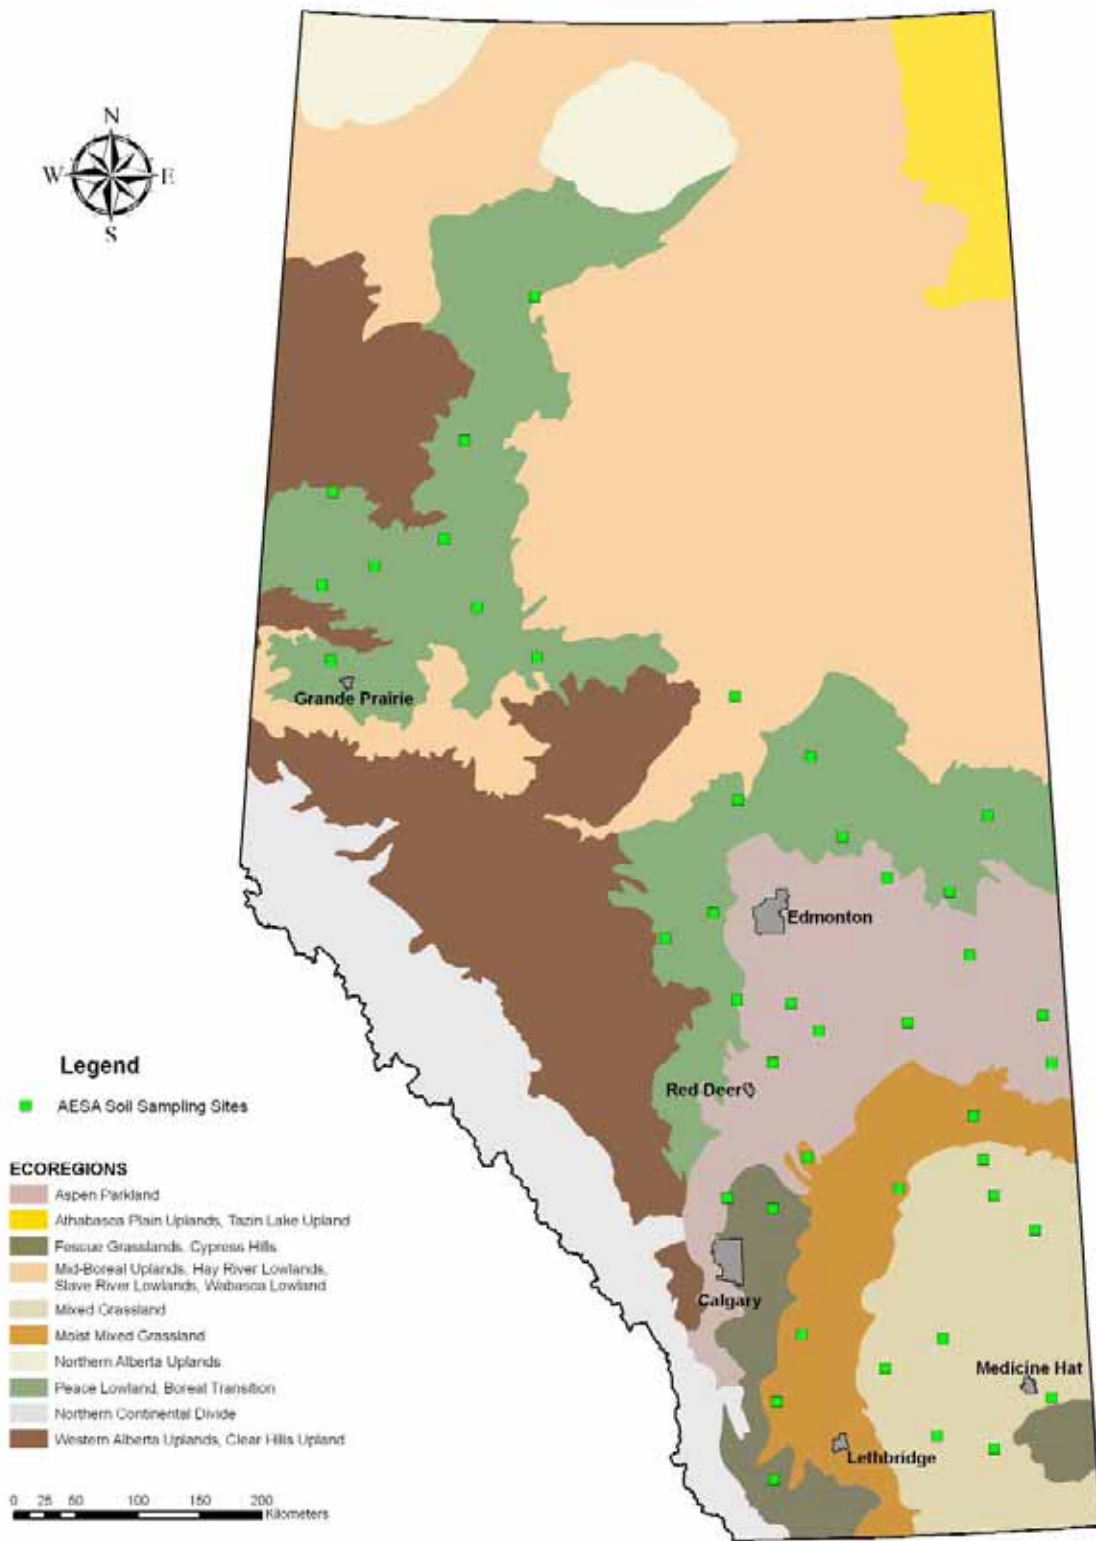 N
W E
S
Grande Prairie
Edmonton
Red Deer
Calgary
Medicine Hat
Lethbridge
Legend
AESA Soil Sampling Sites
ECOREGIONS
Aspen Parkland
Athabasca Plain Uplands, Tazin Lake Upland
Fescue Grasslands, Cypress Hills
Mid-Boreal Uplands, Hay River Lowlands,
Slave River Lowlands, Wabasca Lowland
Mixed Grassland
Moist Mixed Grassland
Northern Alberta Uplands
Peace Lowland, Boreal Transition
Northern Continental Divide
Western Alberta Uplands, Clear Hills Upland
0 25 50 100 150 200
Kilometers